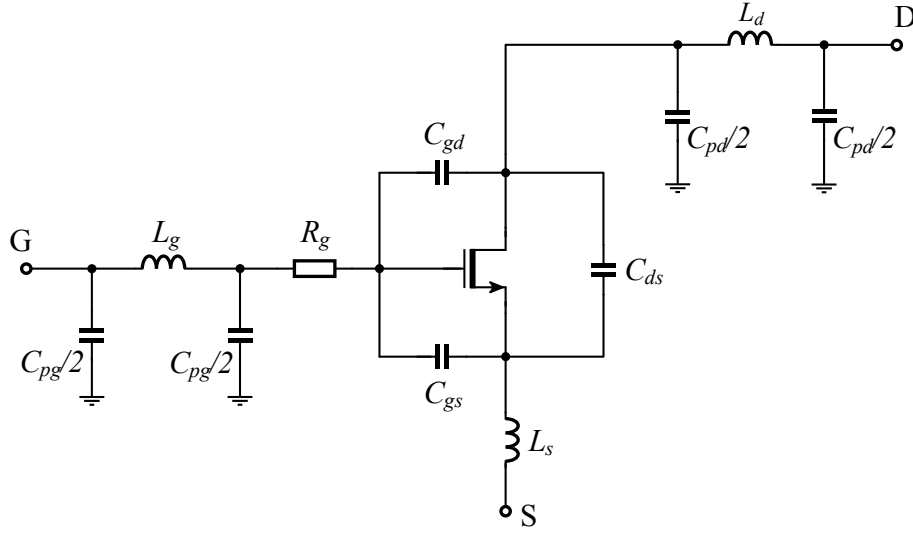 L_d
D
C_pd/2
C_pd/2
C_gd
G
L_g
R_g
C_ds
C_pg/2
C_pg/2
C_gs
L_s
S